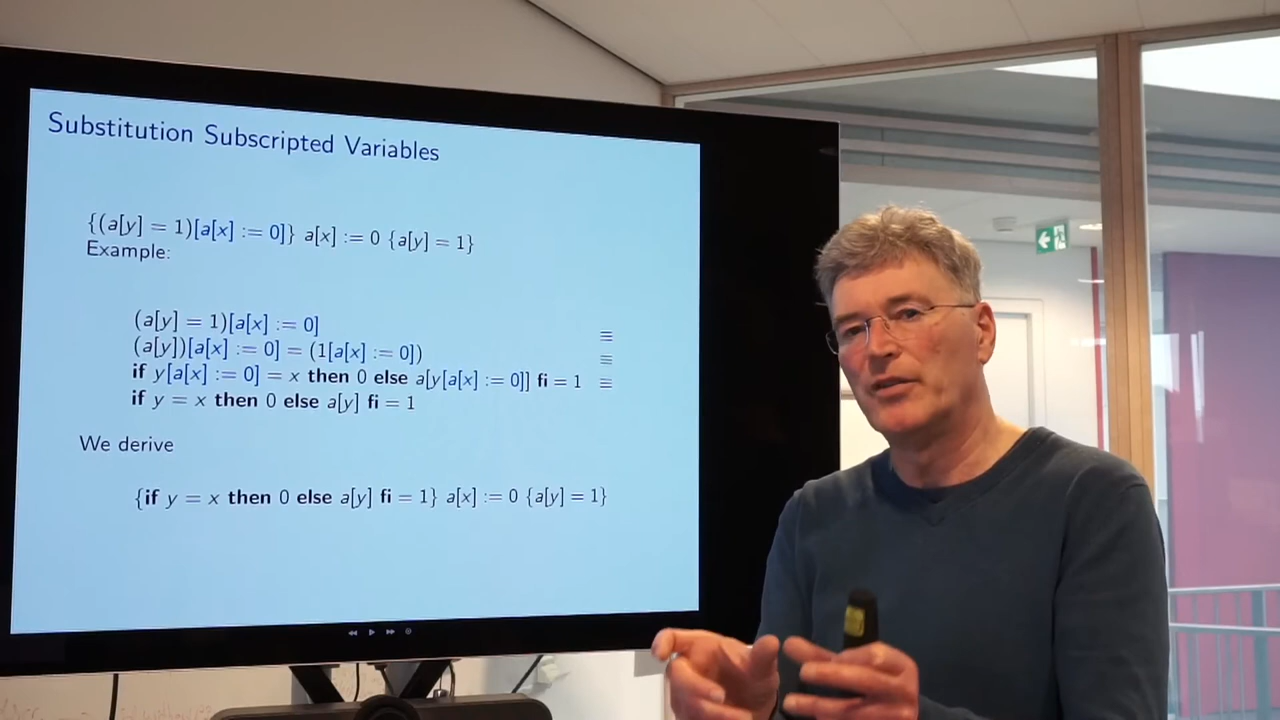 Substitution Subscripted Variables
{(a[y] = 1)[a[x] := 0]} a[x] := 0 {a[y] = 1}
Example:
(a[y] = 1)[a[x] := 0] ≡
(a[y])[a[x] := 0] = (1[a[x] := 0]) ≡
if y[a[x] := 0] = x then 0 else a[y[a[x] := 0]] fi = 1 ≡
if y = x then 0 else a[y] fi = 1
We derive
{if y = x then 0 else a[y] fi = 1} a[x] := 0 {a[y] = 1}